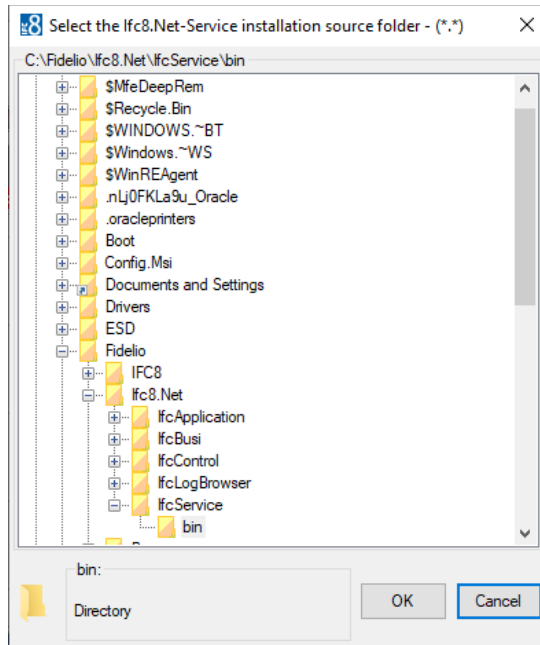 IFC8 Select the Ifc8.Net-Service installation source folder - (*.*)
C:\Fidelio\Ifc8.Net\IfcService\bin
$MfeDeepRem
$Recycle.Bin
$WINDOWS.~BT
$Windows.~WS
$WinREAgent
.nLj0FKLa9u_Oracle
.oracleprinters
Boot
Config.Msi
Documents and Settings
Drivers
ESD
Fidelio
IFC8
Ifc8.Net
IfcApplication
IfcBusi
IfcControl
IfcLogBrowser
IfcService
bin
bin:
Directory
OK
Cancel